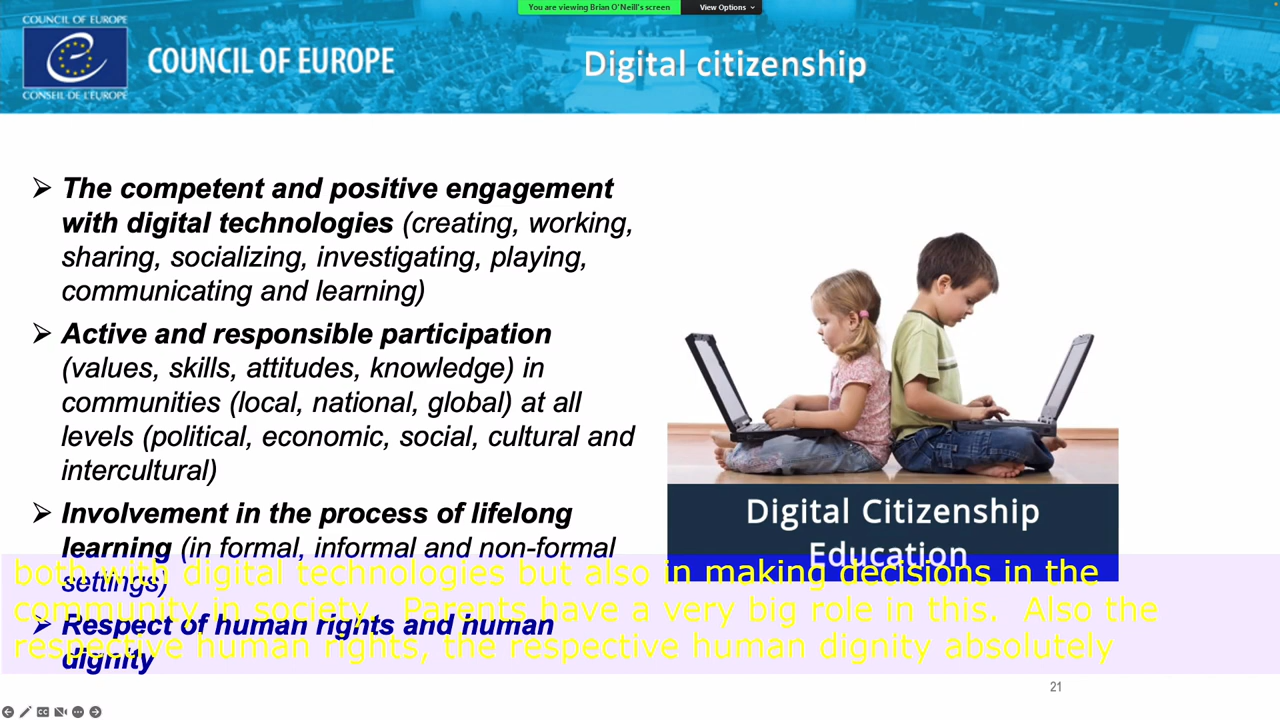 You are viewing Brian O'Neill's screen
View Options
COUNCIL OF EUROPE
CONSEIL DE L'EUROPE
COUNCIL OF EUROPE
Digital citizenship
The competent and positive engagement
with digital technologies (creating, working,
sharing, socializing, investigating, playing,
communicating and learning)
Active and responsible participation
(values, skills, attitudes, knowledge) in
communities (local, national, global) at all
levels (political, economic, social, cultural and
intercultural)
Involvement in the process of lifelong
learning (in formal, informal and non-formal
settings)
Respect of human rights and human
dignity
Digital Citizenship
Education
both with digital technologies but also in making decisions in the
community in society. Parents have a very big role in this. Also the
respective human rights, the respective human dignity absolutely
21
CC